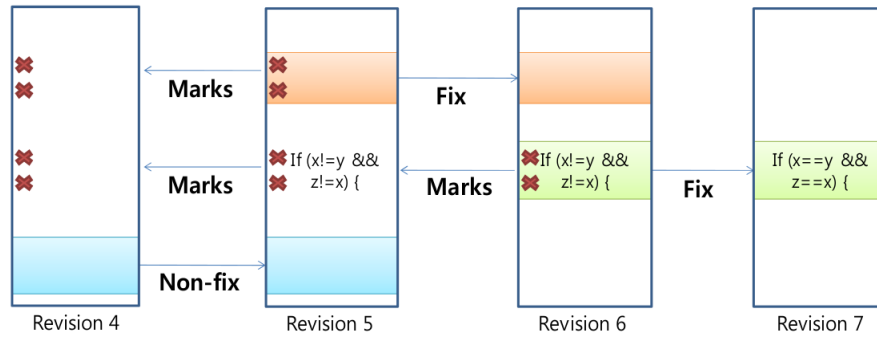 Marks
Fix
If (x!=y &&
z!=x) {
If (x!=y &&
z!=x) {
If (x==y &&
z==x) {
Marks
Marks
Fix
Non-fix
Revision 4
Revision 5
Revision 6
Revision 7